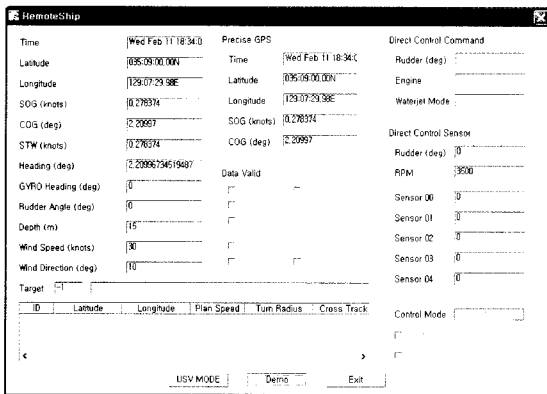 RemoteShip
Time Wed Feb 11 18:34:0
Latitude 035:09:00.00N
Longitude 129:07:29.98E
SOG (knots) 0.278374
COG (deg) 2.20997
STW (knots) 0.278374
Heading (deg) 2.20996734519487
GYRO Heading (deg) 0
Rudder Angle (deg) 0
Depth (m) 15
Wind Speed (knots) 30
Wind Direction (deg) 10
Precise GPS
Time Wed Feb 11 18:34:0
Latitude 035:09:00.00N
Longitude 129:07:29.98E
SOG (knots) 0.278374
COG (deg) 2.20997
Data Valid
Direct Control Command
Rudder (deg)
Engine
Waterjet Mode
Direct Control Sensor
Rudder (deg) 0
RPM 3500
Sensor 00 0
Sensor 01 0
Sensor 02 0
Sensor 03 0
Sensor 04 0
Control Mode
Target -1
ID Latitude Longitude Plan Speed Turn Radius Cross Track
USV MODE Demo Exit